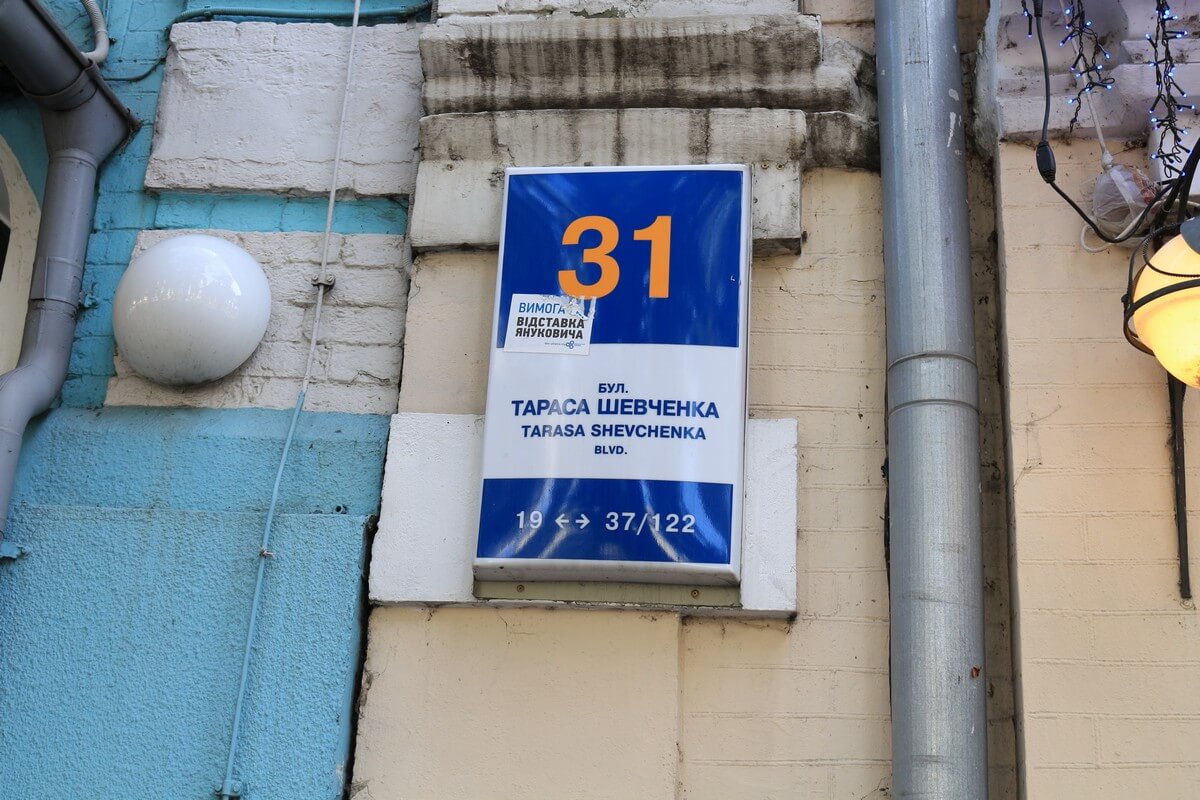 31
ВИМОГА
ВІДСТАВКА
ЯНУКОВИЧА
БУЛ.
ТАРАСА ШЕВЧЕНКА
TARASA SHEVCHENKA
BLVD.
19 ←→ 37/122